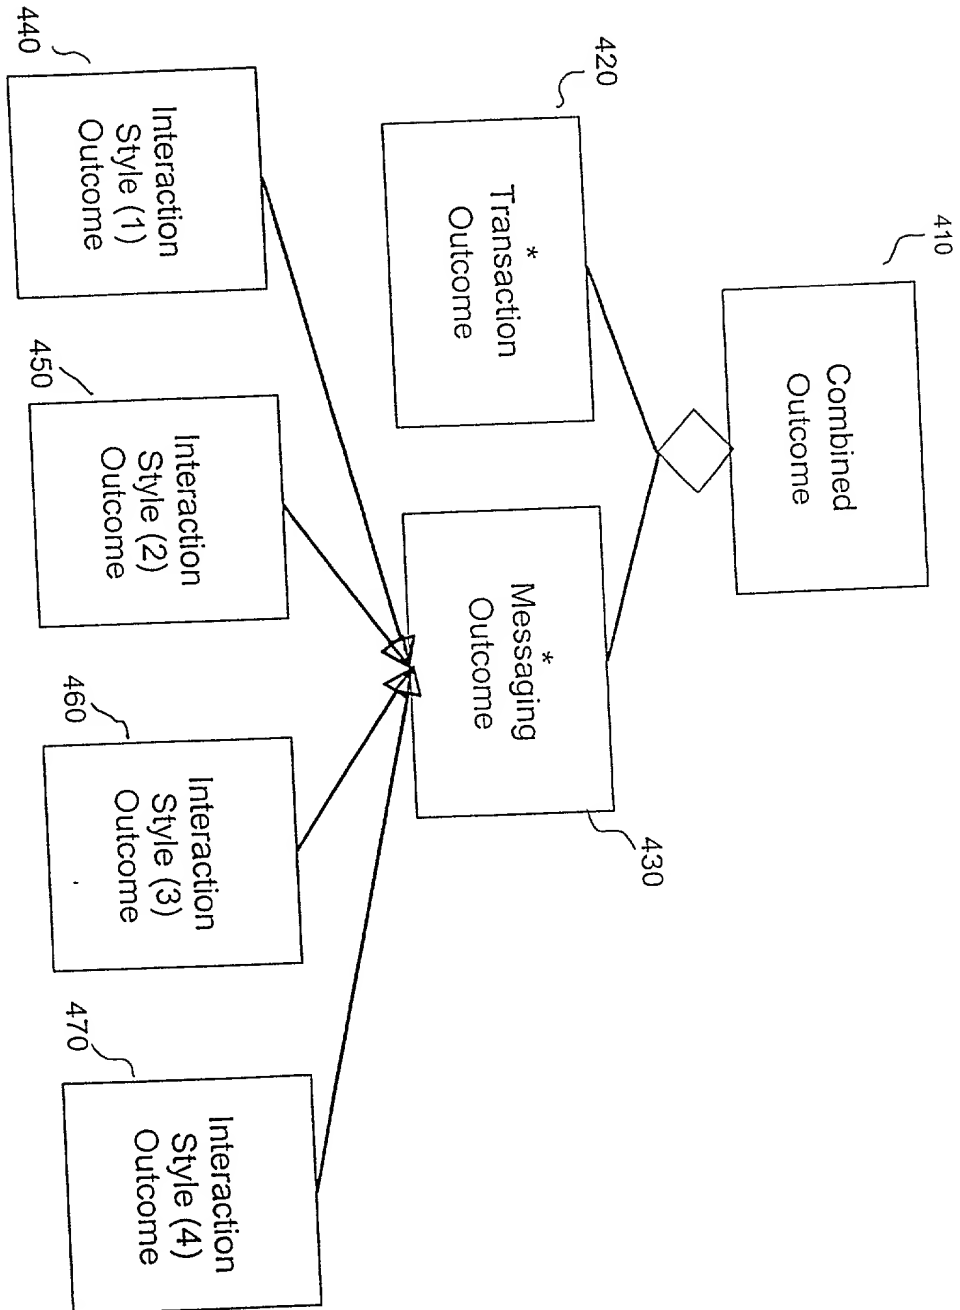 410
Combined
Outcome
420
*
Transaction
Outcome
*
Messaging
Outcome
430
440
Interaction
Style (1)
Outcome
450
Interaction
Style (2)
Outcome
460
Interaction
Style (3)
Outcome
470
Interaction
Style (4)
Outcome